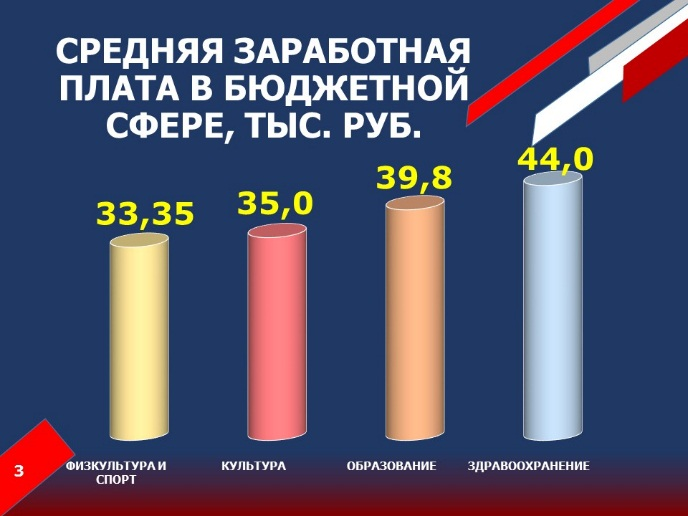 СРЕДНЯЯ ЗАРАБОТНАЯ
ПЛАТА В БЮДЖЕТНОЙ
СФЕРЕ, ТЫС. РУБ.
33,35
35,0
39,8
44,0
ФИЗКУЛЬТУРА И
СПОРТ
КУЛЬТУРА
ОБРАЗОВАНИЕ
ЗДРАВООХРАНЕНИЕ
3